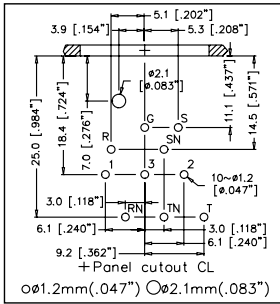 5.1 [.202"]
3.9 [.154"]
5.3 [.208"]
ø2.1
[ø.083"]
11.1 [.437"]
14.5 [.571"]
25.0 [.984"]
18.4 [.724"]
7.0 [.276"]
G
S
R
SN
1
3
2
10-ø1.2
[ø.047"]
3.0
[.118"]
RN
TN
T
6.1 [.240"]
3.0
[.118"]
6.1 [.240"]
9.2 [.362"]
+Panel cutout CL
oø1.2mm(.047") Oø2.1mm(.083")